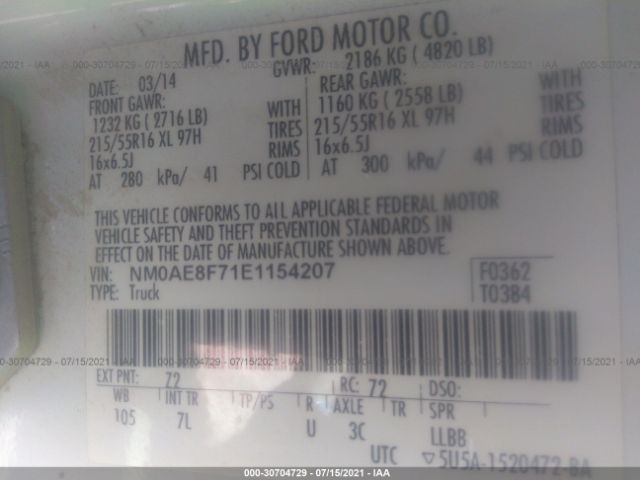 MFD. BY FORD MOTOR CO.
DATE: 03/14
GVWR: 2186 KG ( 4820 LB)
FRONT GAWR:
1232 KG ( 2716 LB) WITH
215/55R16 XL 97H TIRES
16x6.5J RIMS
AT 280 kPa/ 41 PSI COLD
REAR GAWR: WITH
1160 KG ( 2558 LB) TIRES
215/55R16 XL 97H RIMS
16x6.5J
AT 300 kPa/ 44 PSI COLD
THIS VEHICLE CONFORMS TO ALL APPLICABLE FEDERAL MOTOR
VEHICLE SAFETY AND THEFT PREVENTION STANDARDS IN
EFFECT ON THE DATE OF MANUFACTURE SHOWN ABOVE.
VIN: NM0AE8F71E1154207 F0362
TYPE: Truck T0384
EXT PNT: 72 RC: 72 DSO:
WB INT TR TP/PS R AXLE TR SPR
105 7L U 3C LLBB
UTC ▽5U5A-1520472-BA
000-30704729 - 07/15/2021 - IAA